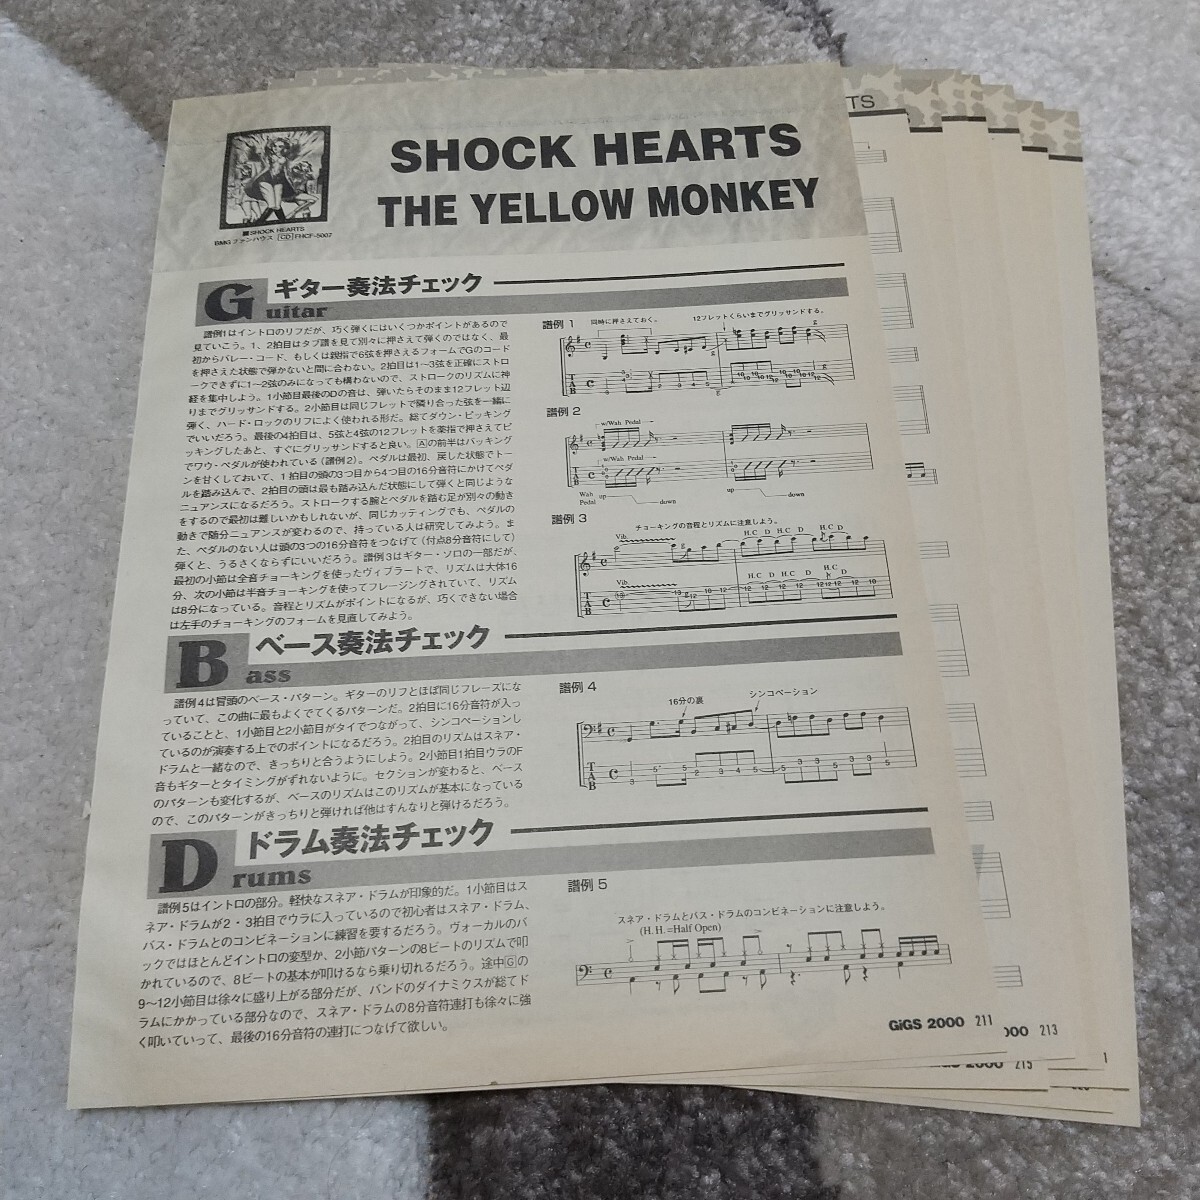 SHOCK HEARTS
THE YELLOW MONKEY
■SHOCK HEARTS
BMGファンハウス [CD] FHCF-5007
TS
Guitar
ギター奏法チェック
譜例1はイントロのリフだが、巧く弾くにはいくつかポイントがあるので
見ていこう。1、2拍目はタブ譜を見て別々に押さえて弾くのではなく、最
初からバレー・コード、もしくは親指で6弦を押さえるフォームでGのコード
を押さえた状態で弾かないと間に合わない。2拍目は1〜3弦を正確にストロ
ークできずに1〜2弦のみになっても構わないので、ストロークのリズムに神
経を集中しよう。1小節目最後のDの音は、弾いたらそのまま12フレット辺
りまでグリッサンドする。2小節目は同じフレットで隣り合った弦を一緒に
弾く、ハード・ロックのリフによく使われる形だ。総てダウン・ピッキング
でいいだろう。最後の4拍目は、5弦と4弦の12フレットを薬指で押さえてピ
ッキングしたあと、すぐにグリッサンドすると良い。Aの前半はバッキング
でワウ・ペダルが使われている(譜例2)。ペダルは最初、戻した状態でトー
ンを甘くしておいて、1拍目の頭の3つ目から4つ目の16分音符にかけてペダ
ルを踏み込んで、2拍目の頭は最も踏み込んだ状態にして弾くと同じような
ニュアンスになるだろう。ストロークする腕とペダルを踏む足が別々の動き
をするので最初は難しいかもしれないが、同じカッティングでも、ペダルの
動きで随分ニュアンスが変わるので、持っている人は研究してみよう。ま
た、ペダルのない人は頭の3つの16分音符をつなげて(付点8分音符にして)
弾くと、うるさくならずにいいだろう。譜例3はギター・ソロの一部だが、
最初の小節は全音チョーキングを使ったヴィブラートで、リズムは大体16
分、次の小節は半音チョーキングを使ってフレージングされていて、リズム
は8分になっている。音程とリズムがポイントになるが、巧くできない場合
は左手のチョーキングのフォームを見直してみよう。
譜例 1
同時に押さえておく。
12フレットくらいまでグリッサンドする。
譜例 2
w/Wah Pedal
w/Wah Pedal
Wah Pedal up down up down
譜例 3
チョーキングの音程とリズムに注意しよう。
Vib. H.C D H.C D H.C D
Vib. H.C D H.C D H.C D
Bass
ベース奏法チェック
譜例4は冒頭のベース・パターン。ギターのリフとほぼ同じフレーズにな
っていて、この曲に最もよくでてくるパターンだ。2拍目に16分音符が入っ
ていることと、1小節目と2小節目がタイでつながって、シンコペーションし
ているのが演奏する上でのポイントになるだろう。2拍目のリズムはスネア・
ドラムと一緒なので、きっちりと合うようにしよう。2小節目1拍目ウラのF
音もギターとタイミングがずれないように。セクションが変わると、ベース
のパターンも変化するが、ベースのリズムはこのリズムが基本になっている
ので、このパターンがきっちりと弾ければ他はすんなりと弾けるだろう。
譜例 4
16分の裏
シンコペーション
Drums
ドラム奏法チェック
譜例5はイントロの部分。軽快なスネア・ドラムが印象的だ。1小節目はス
ネア・ドラムが2・3拍目でウラに入っているので初心者はスネア・ドラム、
バス・ドラムとのコンビネーションに練習を要するだろう。ヴォーカルのバ
ックではほとんどイントロの変型か、2小節パターンの8ビートのリズムで叩
かれているので、8ビートの基本が叩けるなら乗り切れるだろう。途中Gの
9〜12小節目は徐々に盛り上がる部分だが、バンドのダイナミクスが総てド
ラムにかかっている部分なので、スネア・ドラムの8分音符連打も徐々に強
く叩いていって、最後の16分音符の連打につなげて欲しい。
譜例 5
スネア・ドラムとバス・ドラムのコンビネーションに注意しよう。
(H.H.=Half Open)
GiGS 2000 211
000 213
2000 215